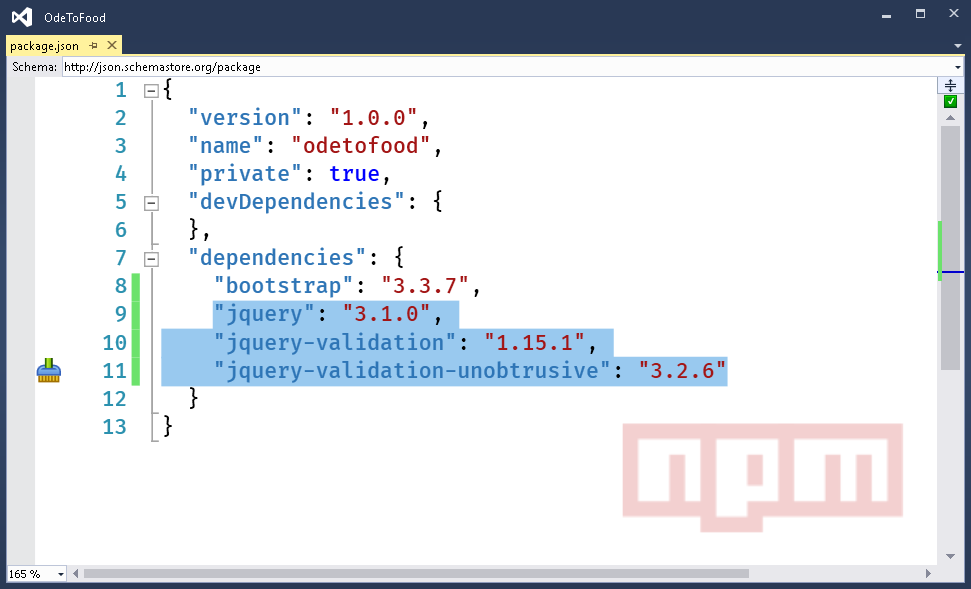 OdeToFood
package.json
Schema: http://json.schemastore.org/package
1 {
2 "version": "1.0.0",
3 "name": "odetofood",
4 "private": true,
5 "devDependencies": {
6 },
7 "dependencies": {
8 "bootstrap": "3.3.7",
9 "jquery": "3.1.0",
10 "jquery-validation": "1.15.1",
11 "jquery-validation-unobtrusive": "3.2.6"
12 }
13 }
npm
165 %